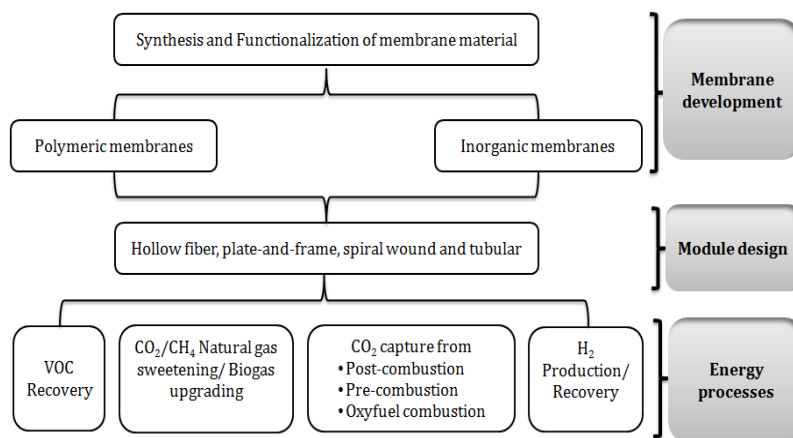 Synthesis and Functionalization of membrane material
Membrane
development
Polymeric membranes
Inorganic membranes
Hollow fiber, plate-and-frame, spiral wound and tubular
Module design
VOC
Recovery
CO₂/CH₄ Natural gas
sweetening/ Biogas
upgrading
CO₂ capture from
•Post-combustion
•Pre-combustion
•Oxyfuel combustion
H₂
Production/
Recovery
Energy
processes